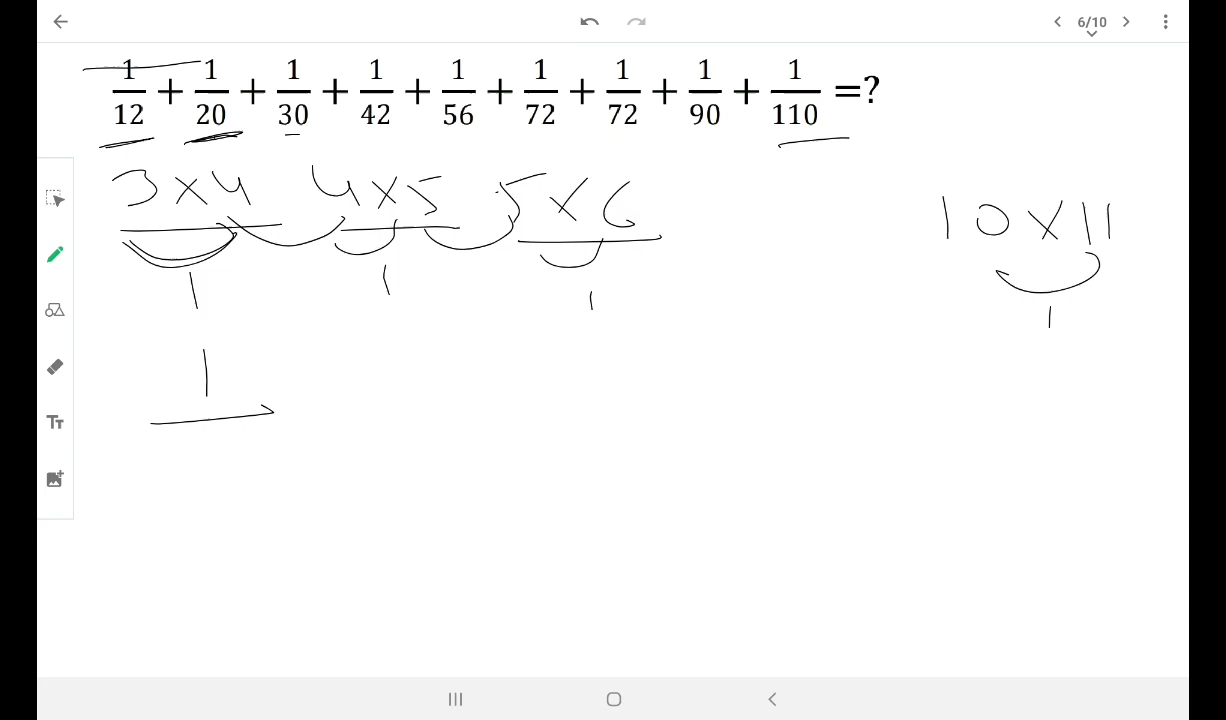 6/10
1/12 + 1/20 + 1/30 + 1/42 + 1/56 + 1/72 + 1/72 + 1/90 + 1/110 =?
3×4 4×5 5×6 10×11
1 1 1 1
1
Tт